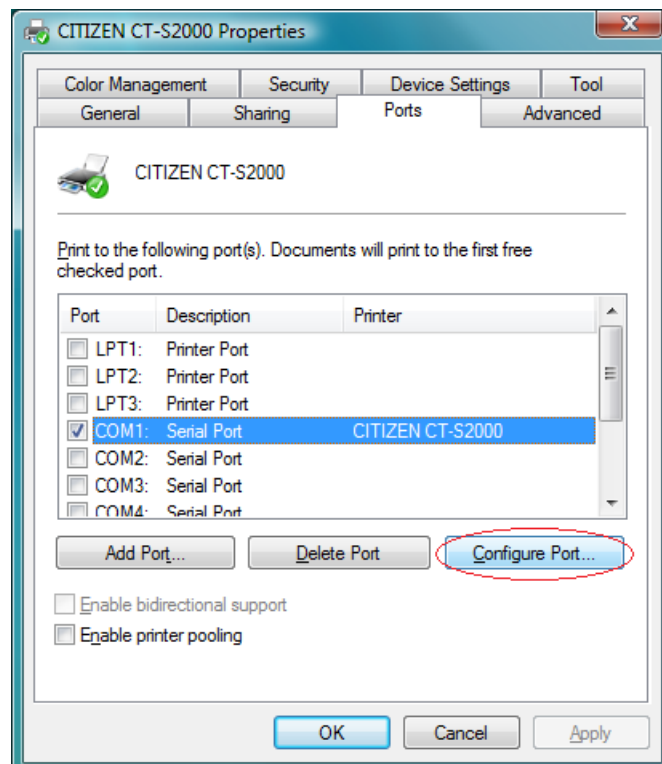 CITIZEN CT-S2000 Properties
Color Management Security Device Settings Tool
General Sharing Ports Advanced
CITIZEN CT-S2000
Print to the following port(s). Documents will print to the first free
checked port.
Port Description Printer
LPT1: Printer Port
LPT2: Printer Port
LPT3: Printer Port
COM1: Serial Port CITIZEN CT-S2000
COM2: Serial Port
COM3: Serial Port
COM4: Serial Port
Add Port... Delete Port Configure Port...
Enable bidirectional support
Enable printer pooling
OK Cancel Apply